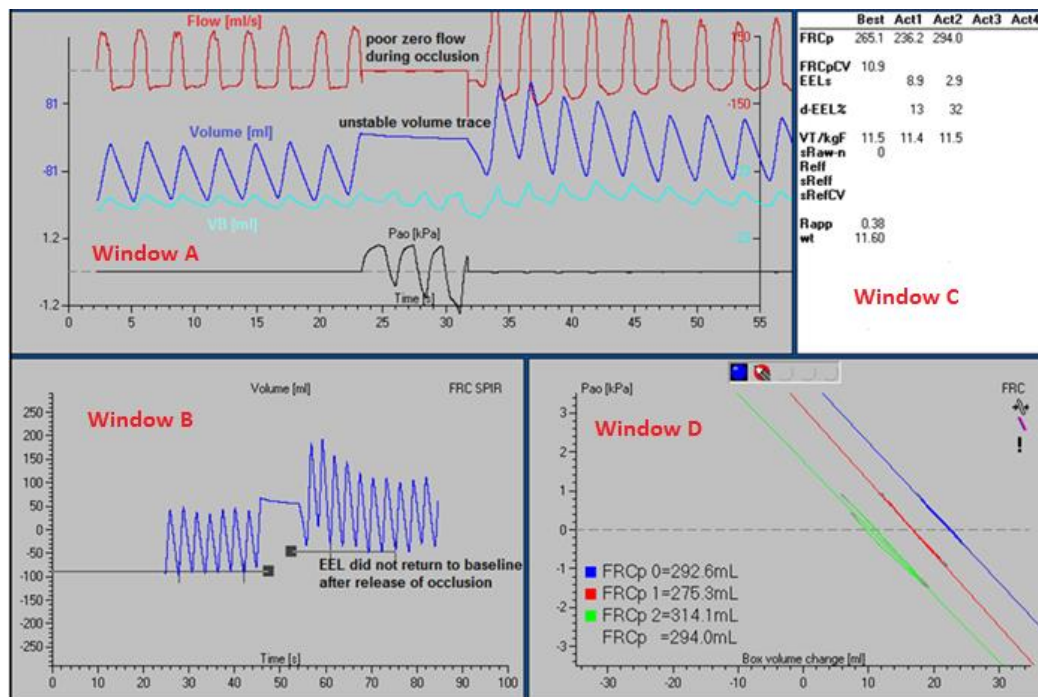 Flow [ml/s]
poor zero flow
during occlusion
150
81
-150
unstable volume trace
Volume [ml]
-81
VB [ml]
1.2
Pao [kPa]
Window A
-1.2
Time [s]
0 5 10 15 20 25 30 35 40 45 50 55
Best Act1 Act2 Act3 Act4
FRCp 265.1 236.2 294.0
FRCpCV 10.9
EELs 8.9 2.9
d-EEL% 13 32
VT/kgF 11.5 11.4 11.5
sRaw-n 0
Reff
sReff
sRefCV
Rapp 0.38
wt 11.60
Window C
Volume [ml]
FRC SPIR
250
Window B
200
150
100
50
0
-50
EEL did not return to baseline
after release of occlusion
-100
-150
-200
-250
Time [s]
0 10 20 30 40 50 60 70 80 90 100
Pao [kPa]
FRC
3
Window D
!
2
1
0
FRCp 0=292.6mL
-1
FRCp 1=275.3mL
FRCp 2=314.1mL
-2
FRCp =294.0mL
-3
Box volume change [ml]
-30 -20 -10 0 10 20 30